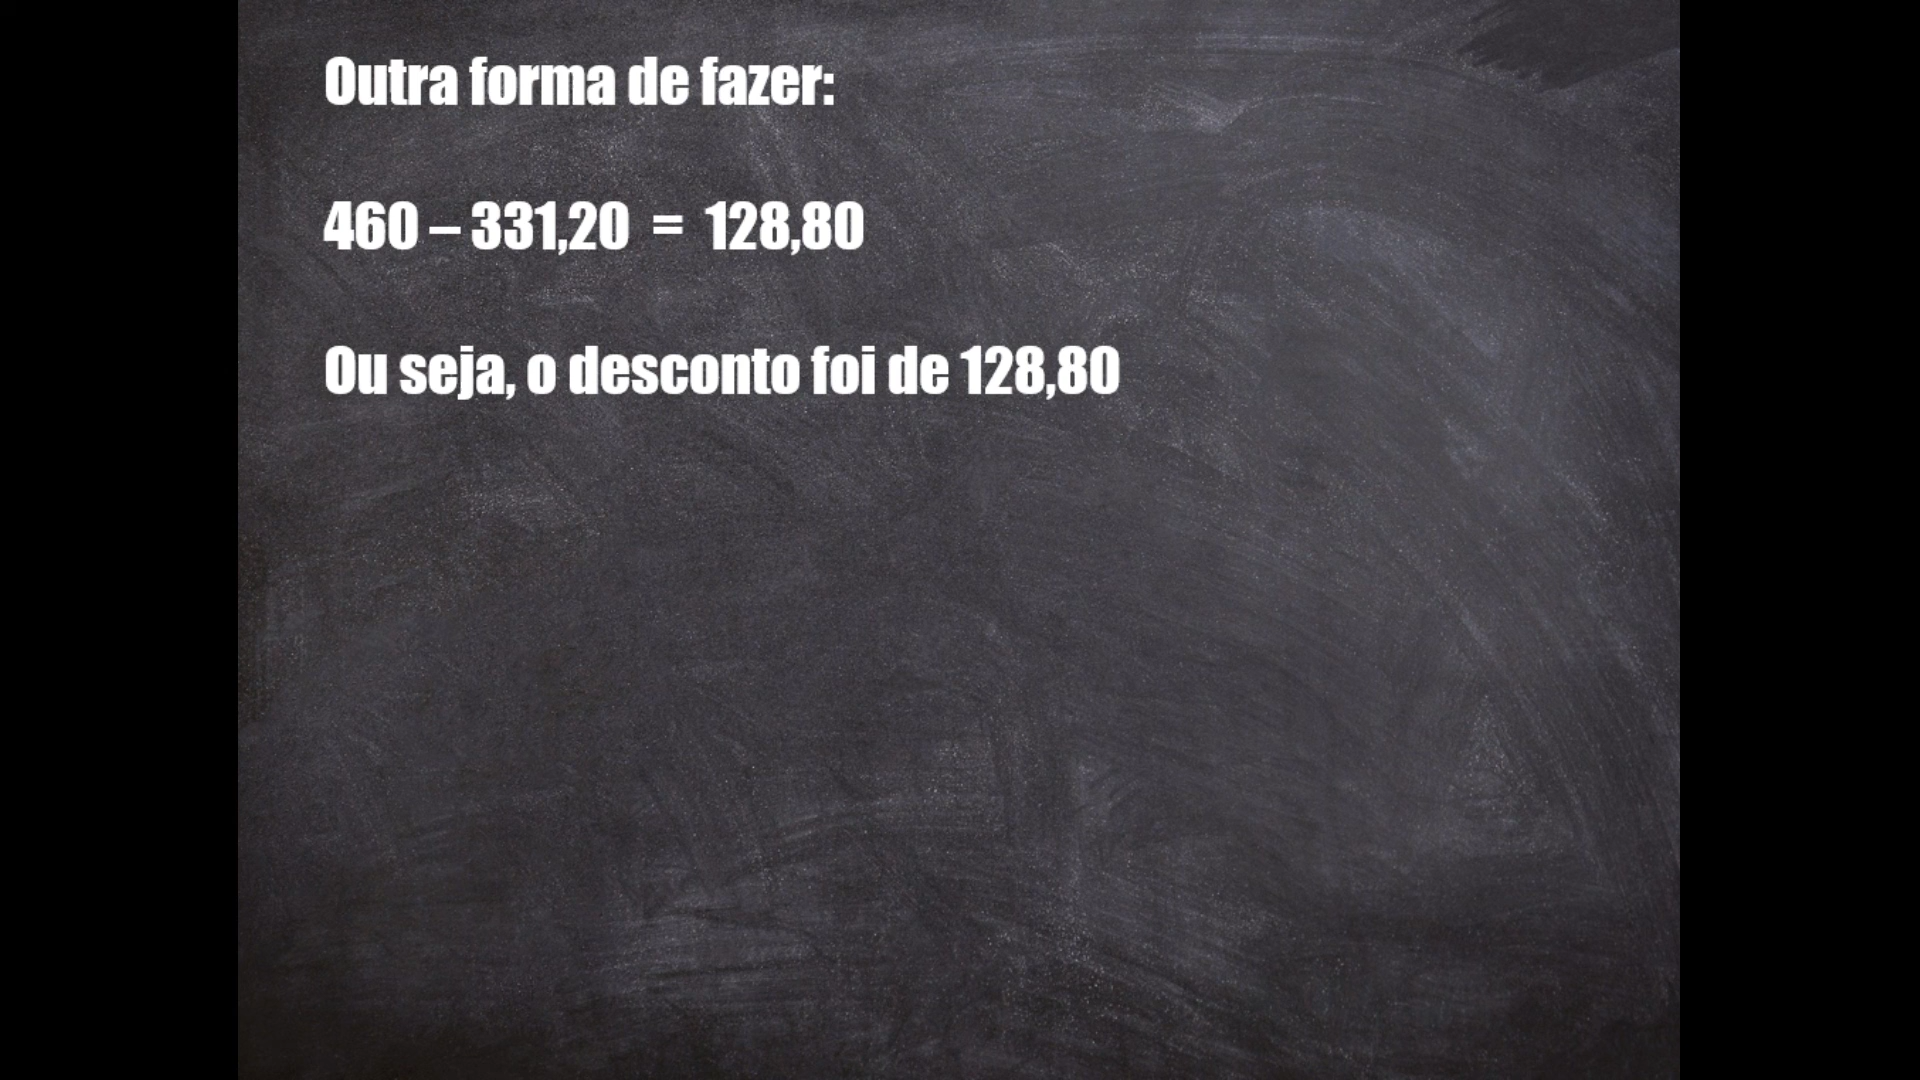 Outra forma de fazer:
460 – 331,20 = 128,80
Ou seja, o desconto foi de 128,80